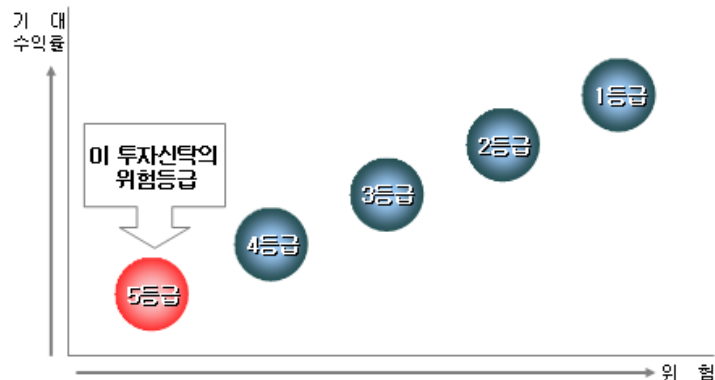 기 대
수익률
1등급
2등급
이 투자신탁의
위험등급
3등급
4등급
5등급
위 험